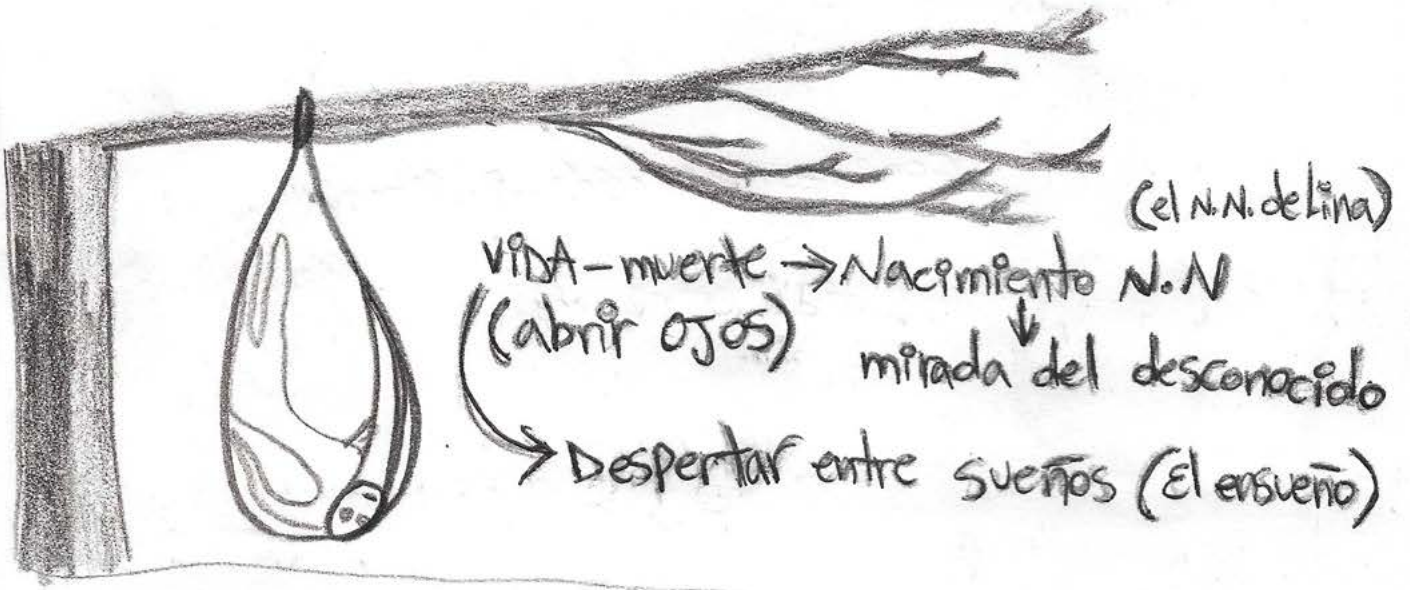 (el N.N. de Lina)
VIDA - muerte → Nacimiento N.N
(abrir OJOS)
mirada del desconocido
Despertar entre sueños (El ensueño)